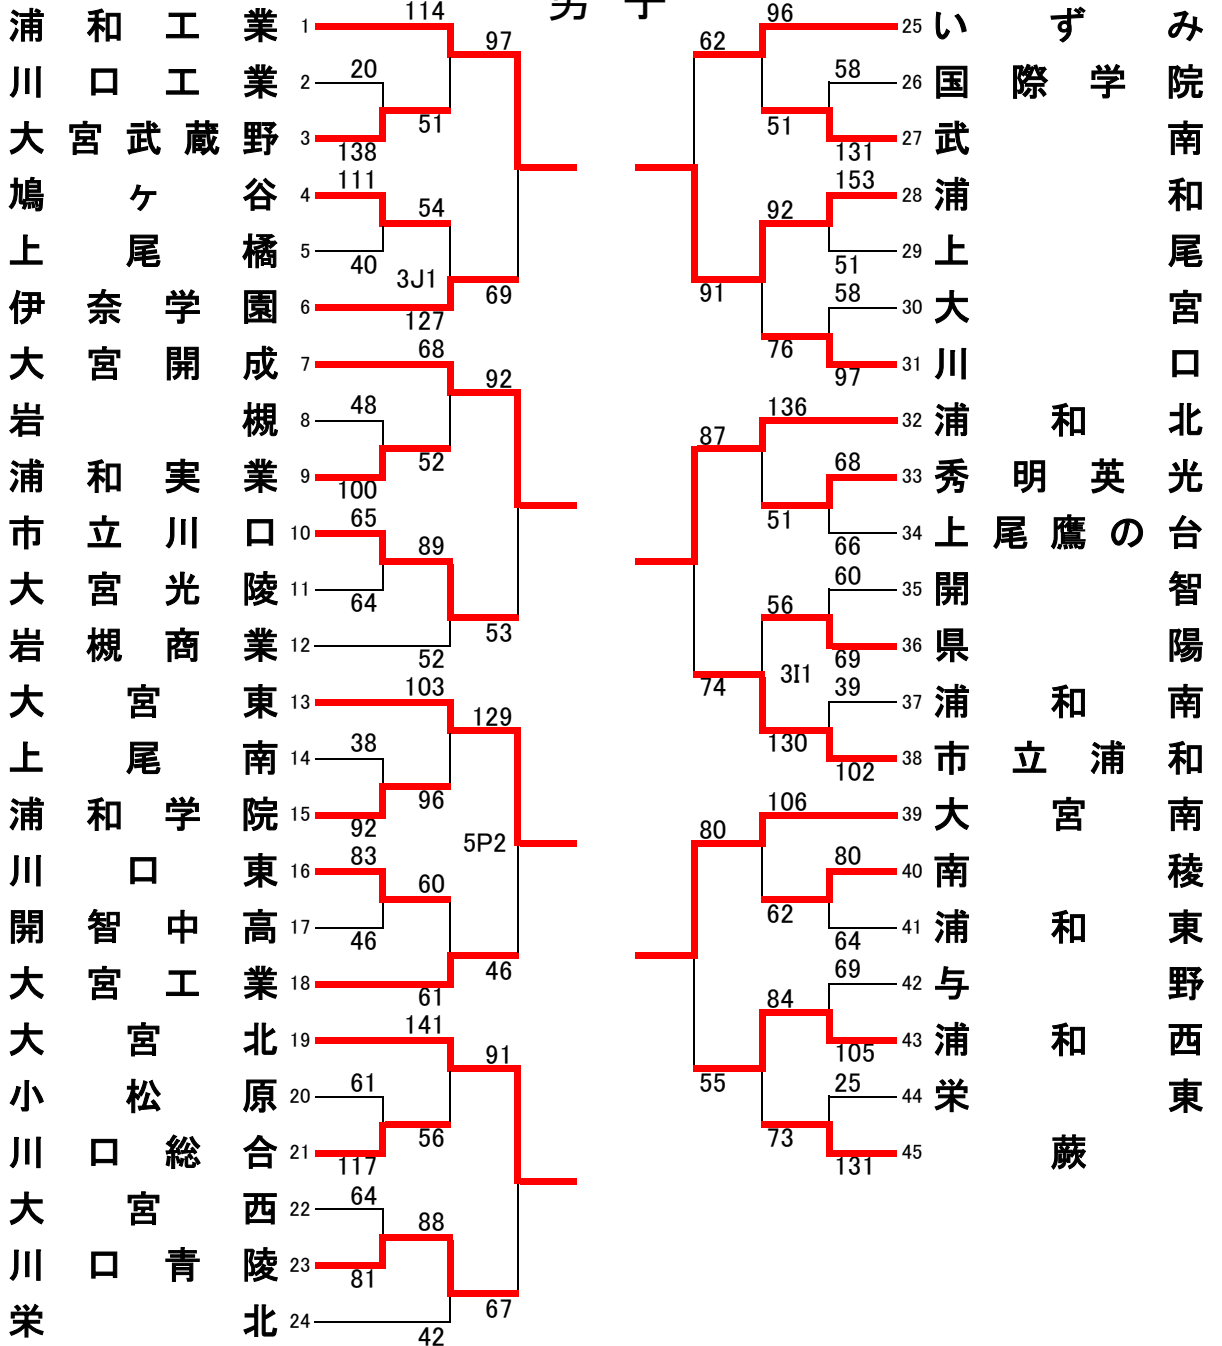 男子
浦和工業 1
川口工業 2
大宮武蔵野 3
鳩ヶ谷 4
上尾橘 5
伊奈学園 6
大宮開成 7
岩槻 8
浦和実業 9
市立川口 10
大宮光陵 11
岩槻商業 12
大宮東 13
上尾南 14
浦和学院 15
川口東 16
開智中高 17
大宮工業 18
大宮北 19
小松原 20
川口総合 21
大宮西 22
川口青陵 23
栄北 24
114
97
20
51
138
111
54
40
3J1
69
127
68
92
48
52
100
65
89
64
53
52
103
129
38
96
92
5P2
83
60
46
46
61
141
91
61
56
117
64
88
81
67
42
96
62
58
51
131
153
92
51
91
58
76
97
136
87
68
51
66
60
56
69
3I1
74
39
130
102
106
80
80
62
64
69
84
105
55
25
73
131
25 いずみ
26 国際学院
27 武南
28 浦和
29 上尾
30 大宮
31 川口
32 浦和北
33 秀明英光
34 上尾鷹の台
35 開智
36 県陽
37 浦和南
38 市立浦和
39 大宮南
40 南稜
41 浦和東
42 与野
43 浦和西
44 栄東
45 蕨